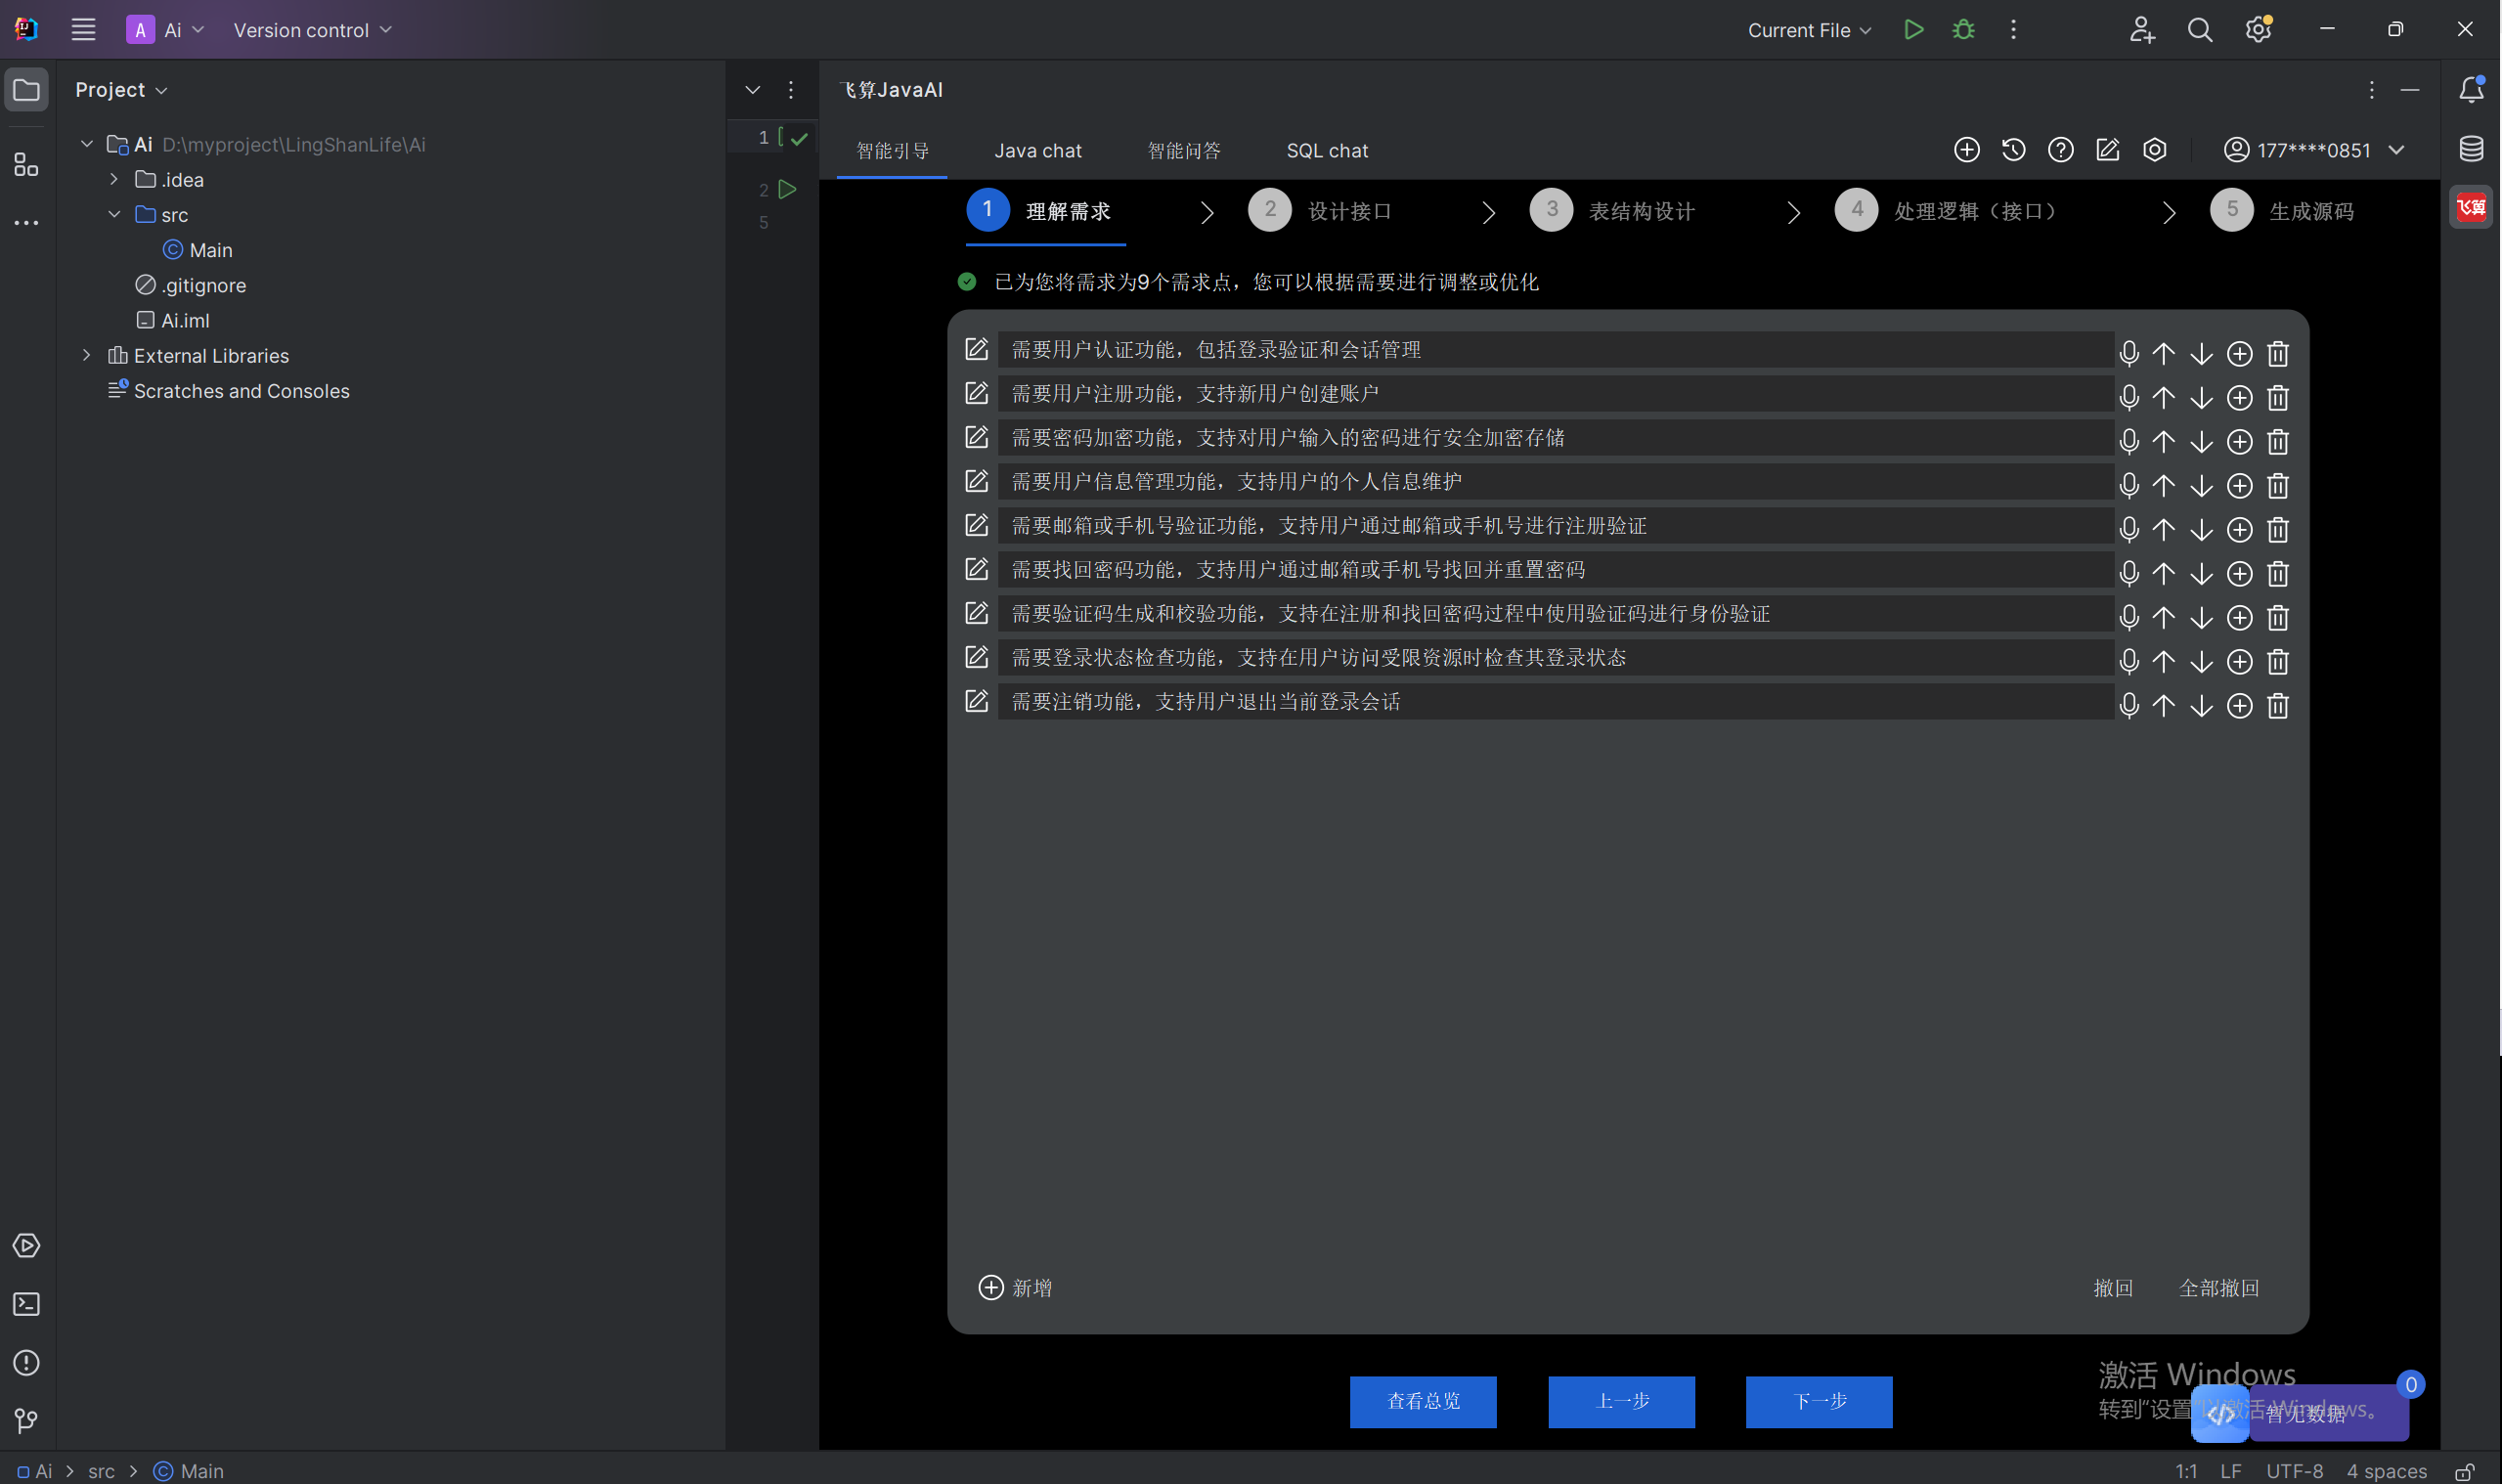 A Ai Version control Current File
Project
Ai D:\myproject\LingShanLife\Ai
.idea
src
Main
.gitignore
Ai.iml
External Libraries
Scratches and Consoles
1
2
5
飞算JavaAI
智能引导 Java chat 智能问答 SQL chat 177****0851
飞算
1 理解需求 2 设计接口 3 表结构设计 4 处理逻辑（接口） 5 生成源码
已为您将需求为9个需求点，您可以根据需要进行调整或优化
需要用户认证功能，包括登录验证和会话管理
需要用户注册功能，支持新用户创建账户
需要密码加密功能，支持对用户输入的密码进行安全加密存储
需要用户信息管理功能，支持用户的个人信息维护
需要邮箱或手机号验证功能，支持用户通过邮箱或手机号进行注册验证
需要找回密码功能，支持用户通过邮箱或手机号找回并重置密码
需要验证码生成和校验功能，支持在注册和找回密码过程中使用验证码进行身份验证
需要登录状态检查功能，支持在用户访问受限资源时检查其登录状态
需要注销功能，支持用户退出当前登录会话
新增 撤回 全部撤回
查看总览 上一步 下一步
激活 Windows
转到"设置"以激活 Windows。
暂无数据 0
Ai src Main 1:1 LF UTF-8 4 spaces